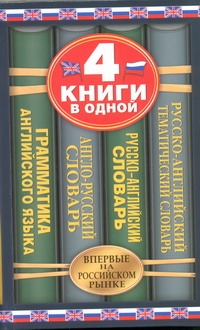 4
КНИГИ
В ОДНОЙ
ГРАММАТИКА
АНГЛИЙСКОГО ЯЗЫКА
АНГЛО-РУССКИЙ
СЛОВАРЬ
РУССКО-АНГЛИЙСКИЙ
СЛОВАРЬ
РУССКО-АНГЛИЙСКИЙ
ТЕМАТИЧЕСКИЙ СЛОВАРЬ
ВПЕРВЫЕ
НА
РОССИЙСКОМ
РЫНКЕ